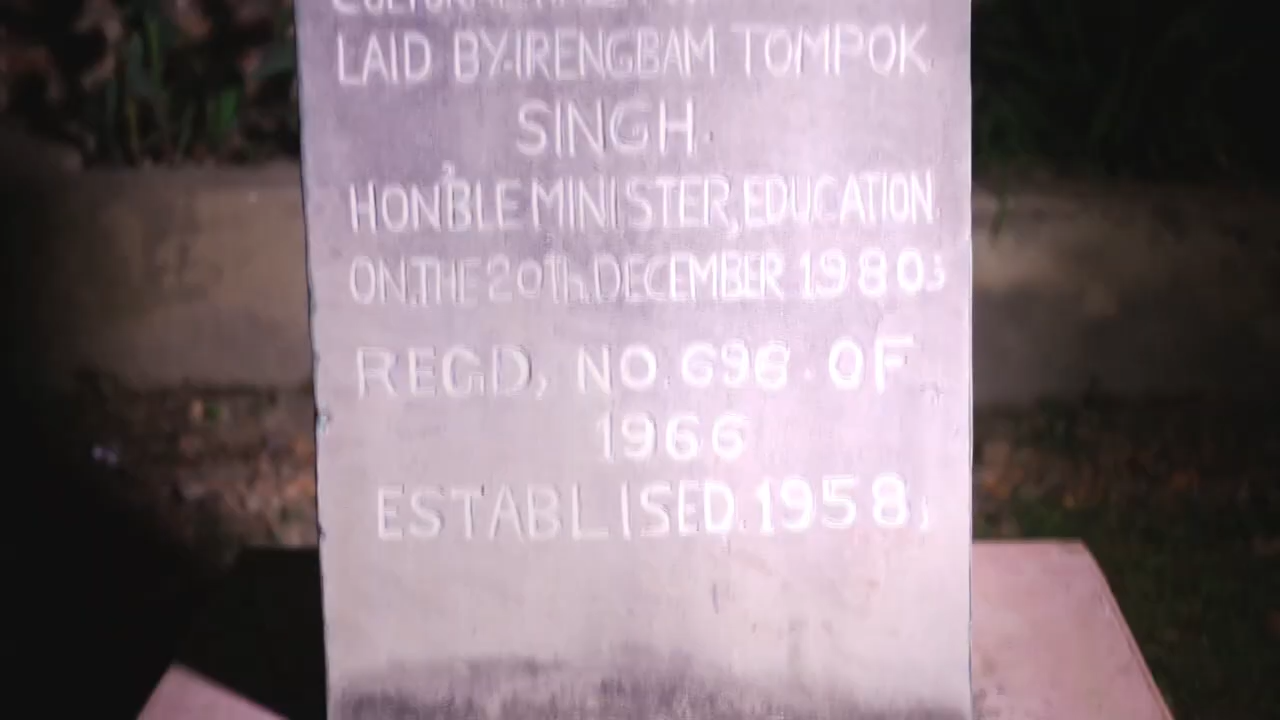 LAID BY.IRENGBAM TOMPOK
SINGH.
HON'BLE MINISTER,EDUCATION.
ON.THE 20Th.DECEMBER 1980;
REGD, NO.696. OF
1966
ESTABLISED.1958;